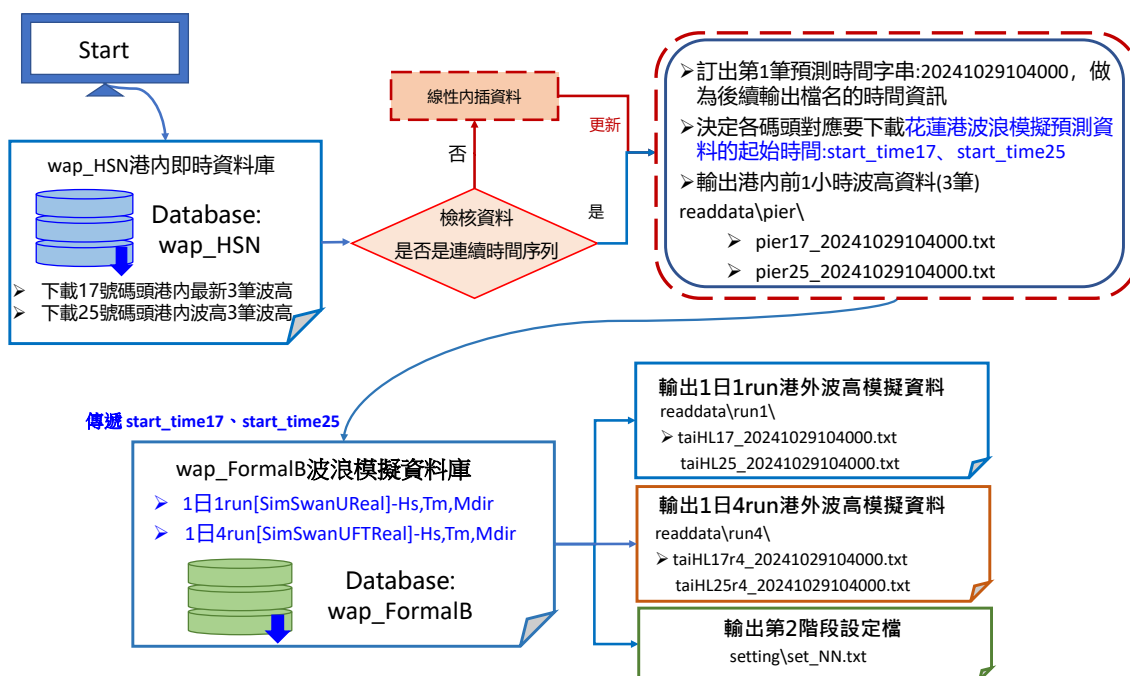 Start
wap_HSN港內即時資料庫
Database:
wap_HSN
➢ 下載17號碼頭港內最新3筆波高
➢ 下載25號碼頭港內波高3筆波高
線性內插資料
否
檢核資料
是否是連續時間序列
是
更新
➢訂出第1筆預測時間字串:20241029104000，做
為後續輸出檔名的時間資訊
➢決定各碼頭對應要下載花蓮港波浪模擬預測資
料的起始時間:start_time17、start_time25
➢輸出港內前1小時波高資料(3筆)
readdata\pier\
➢ pier17_20241029104000.txt
➢ pier25_20241029104000.txt
傳遞 start_time17、start_time25
wap_FormalB波浪模擬資料庫
➢ 1日1run[SimSwanUReal]-Hs,Tm,Mdir
➢ 1日4run[SimSwanUFTReal]-Hs,Tm,Mdir
Database:
wap_FormalB
輸出1日1run港外波高模擬資料
readdata\run1\
➢ taiHL17_20241029104000.txt
taiHL25_20241029104000.txt
輸出1日4run港外波高模擬資料
readdata\run4\
➢ taiHL17r4_20241029104000.txt
taiHL25r4_20241029104000.txt
輸出第2階段設定檔
setting\set_NN.txt